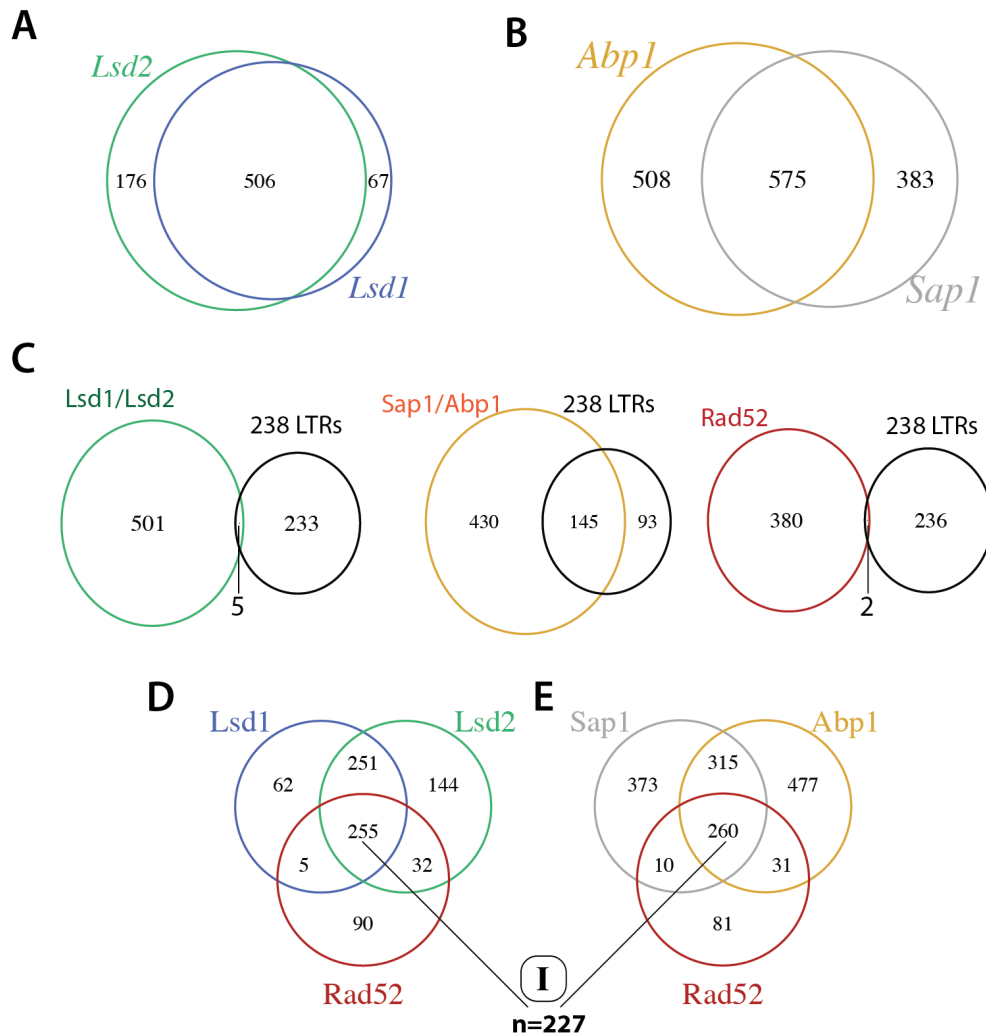 A
B
Lsd2
Abp1
176
506
67
508
575
383
Lsd1
Sap1
C
Lsd1/Lsd2
238 LTRs
Sap1/Abp1
238 LTRs
Rad52
238 LTRs
501
233
430
145
93
380
236
5
2
D
E
Lsd1
Lsd2
Sap1
Abp1
251
315
62
144
373
477
255
260
5
32
10
31
90
81
Rad52
I
Rad52
n=227